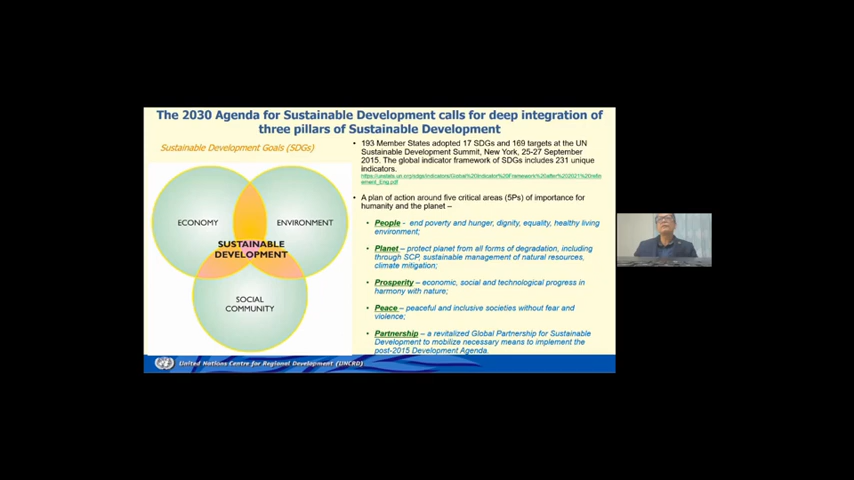 The 2030 Agenda for Sustainable Development calls for deep integration of
three pillars of Sustainable Development
Sustainable Development Goals (SDGs)
ECONOMY
ENVIRONMENT
SUSTAINABLE
DEVELOPMENT
SOCIAL
COMMUNITY
• 193 Member States adopted 17 SDGs and 169 targets at the UN
Sustainable Development Summit, New York, 25-27 September
2015. The global indicator framework of SDGs includes 231 unique
indicators.
• A plan of action around five critical areas (5Ps) of importance for
humanity and the planet –
• People - end poverty and hunger, dignity, equality, healthy living
environment;
• Planet – protect planet from all forms of degradation, including
through SCP, sustainable management of natural resources,
climate mitigation;
• Prosperity – economic, social and technological progress in
harmony with nature;
• Peace – peaceful and inclusive societies without fear and
violence;
• Partnership – a revitalized Global Partnership for Sustainable
Development to mobilize necessary means to implement the
post-2015 Development Agenda.
United Nations Centre for Regional Development (UNCRD)